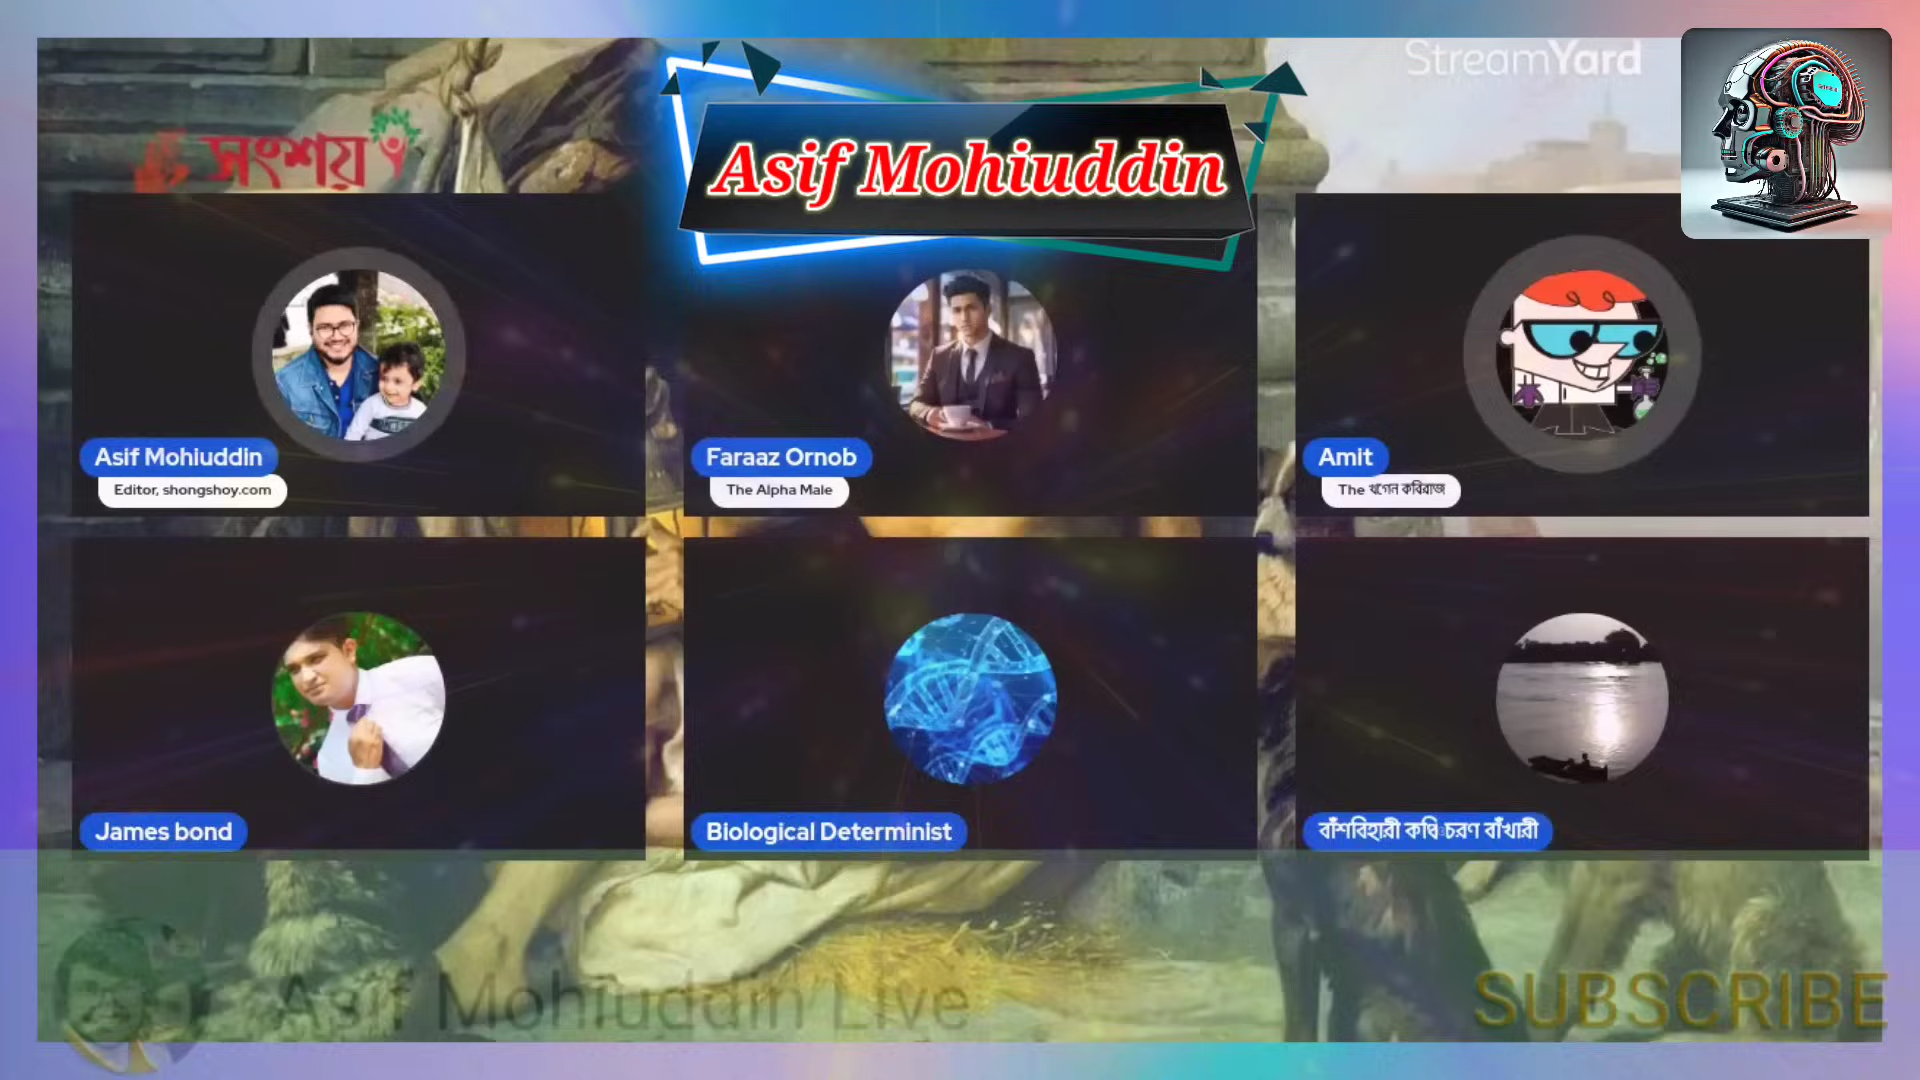 StreamYard
সংশয়
Asif Mohiuddin
Asif Mohiuddin
Editor, shongshoy.com
Faraaz Ornob
The Alpha Male
Amit
The খগেন কবিরাজ
James bond
Biological Determinist
বাঁশবিহারী চরণ বাঁখারী
Asif Mohiuddin Live
SUBSCRIBE